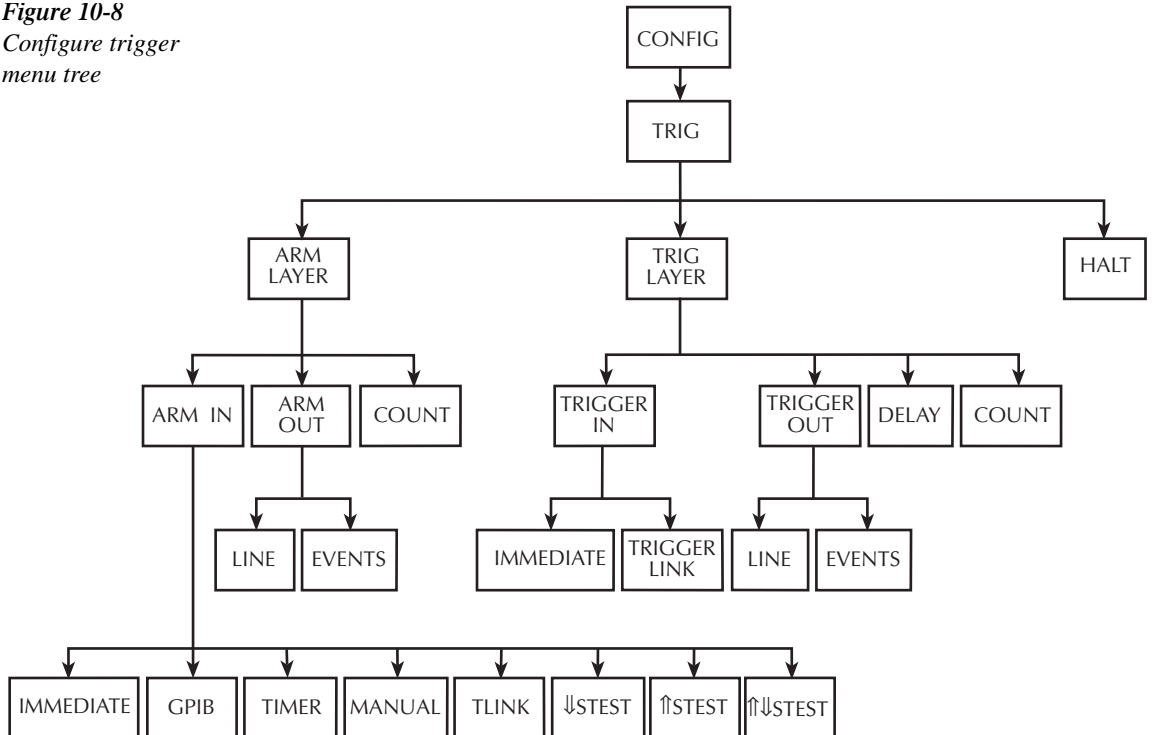 Figure 10-8
Configure trigger
menu tree
CONFIG
TRIG
ARM
LAYER
TRIG
LAYER
HALT
ARM IN
ARM
OUT
COUNT
TRIGGER
IN
TRIGGER
OUT
DELAY
COUNT
LINE
EVENTS
IMMEDIATE
TRIGGER
LINK
LINE
EVENTS
IMMEDIATE
GPIB
TIMER
MANUAL
TLINK
⇓STEST
⇑STEST
⇑⇓STEST